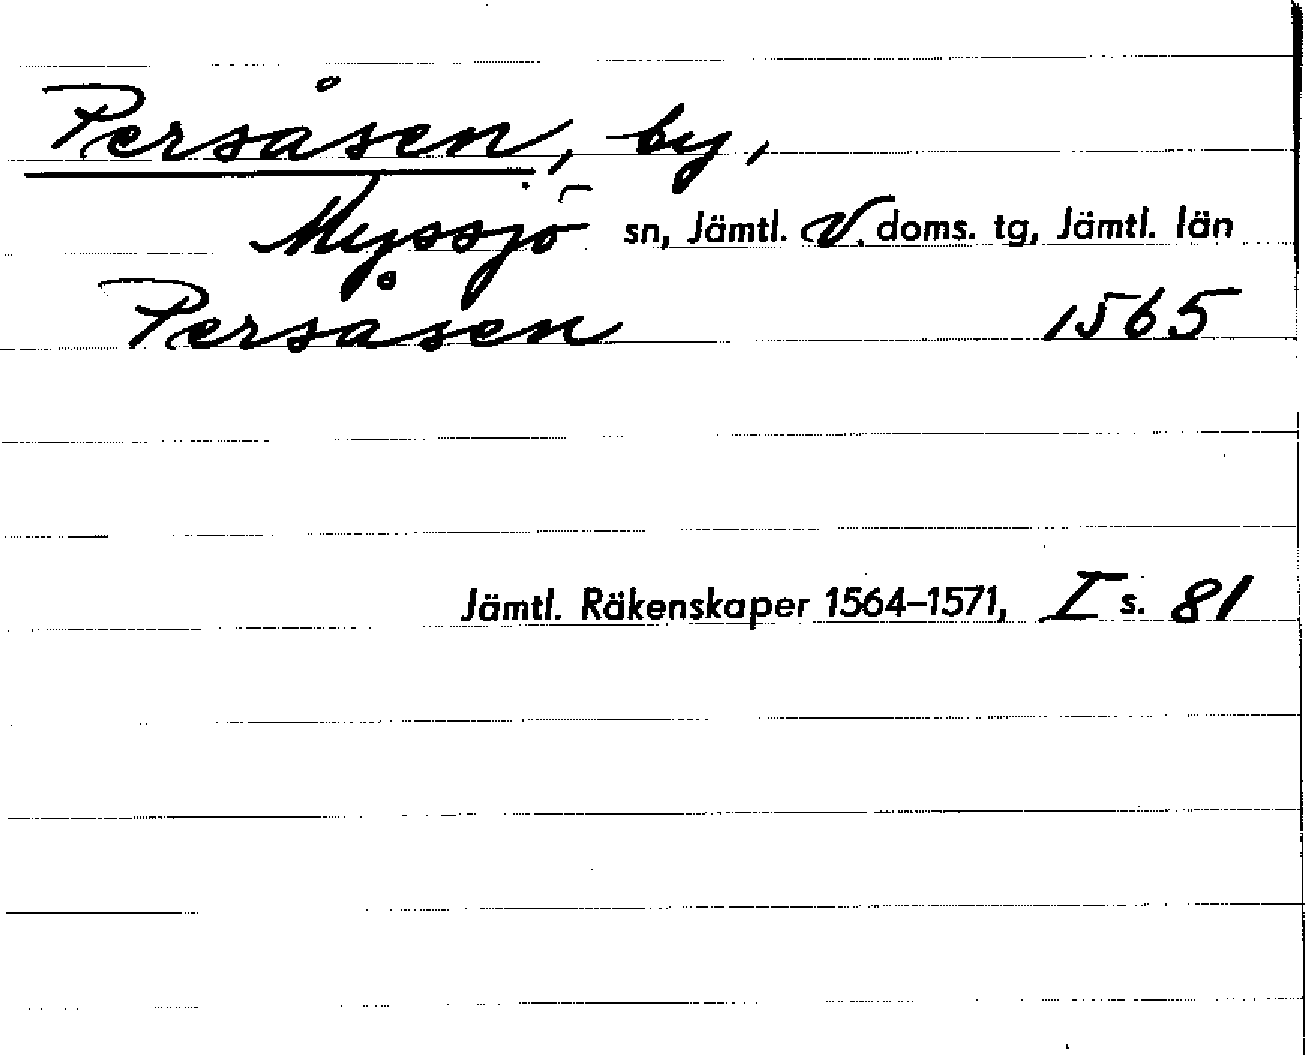 Persåsen, by,
Myssjö sn, Jämtl. V. doms. tg, Jämtl. län
Persåsen 1565
Jämtl. Räkenskaper 1564–1571, I s. 81